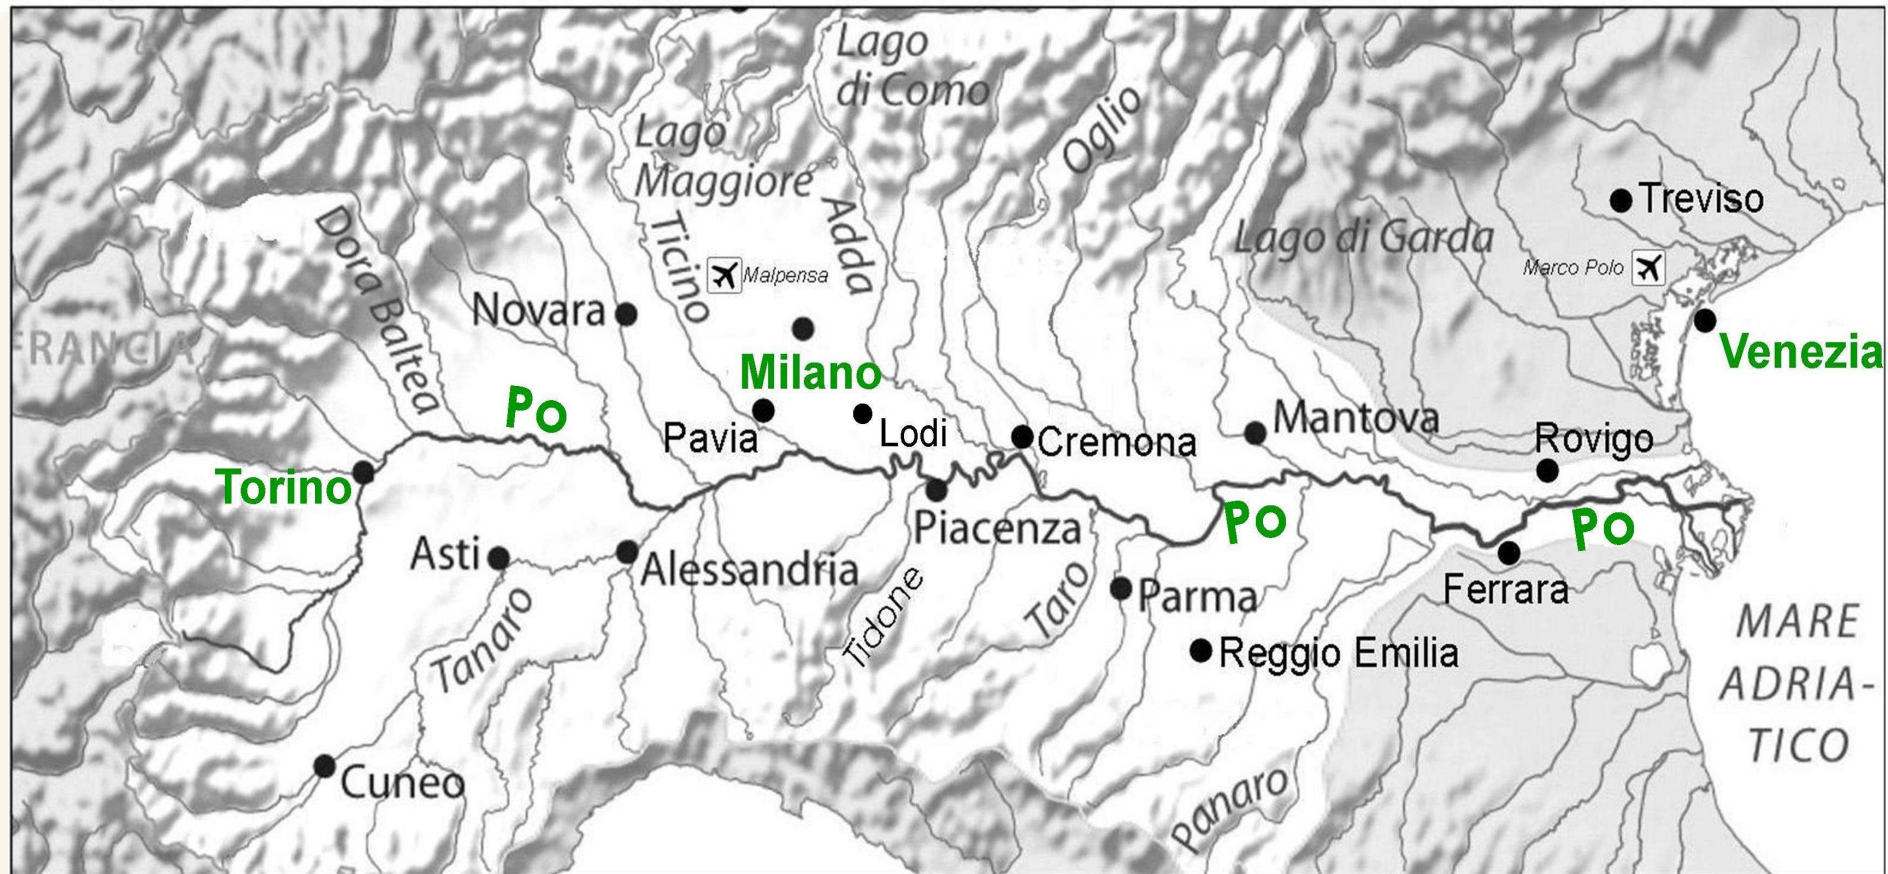 Lago
di Como
Lago
Maggiore
Oglio
Treviso
Dora Baltea
Ticino
Adda
Lago di Garda
Malpensa
Marco Polo
Novara
FRANCIA
Milano
Venezia
Po
Pavia
Lodi
Cremona
Mantova
Rovigo
Torino
Piacenza
Po
Po
Asti
Alessandria
Tanaro
Tidone
Taro
Parma
Ferrara
Reggio Emilia
MARE
ADRIA-
TICO
Cuneo
Panaro